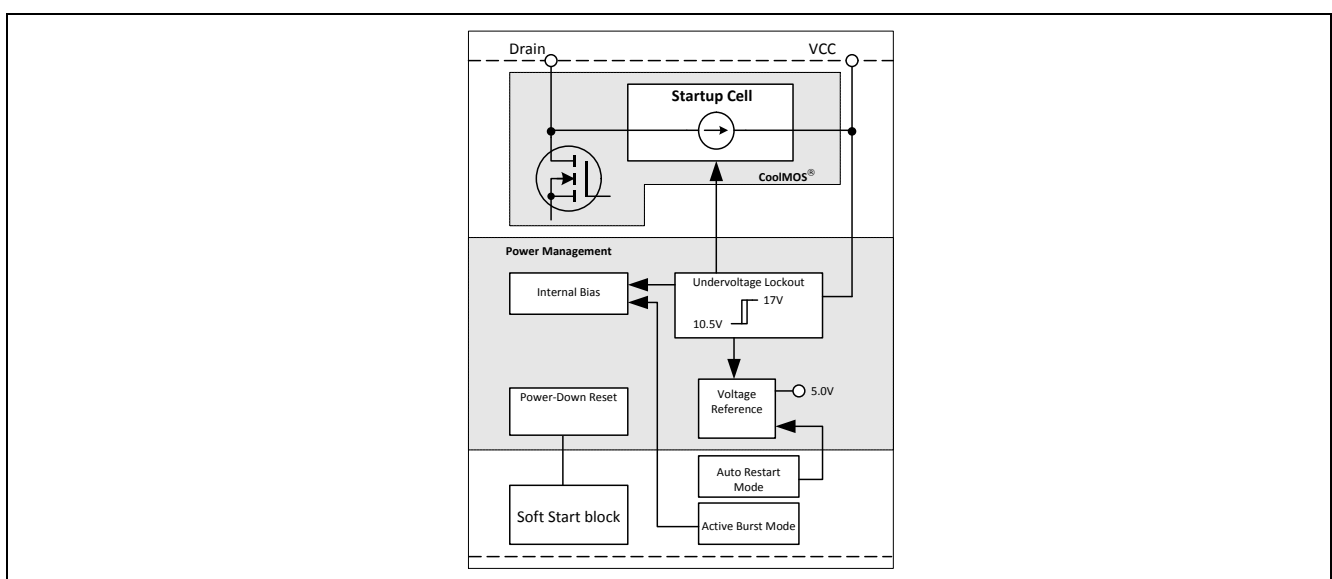 Drain
VCC
Startup Cell
CoolMOS®
Power Management
Internal Bias
Undervoltage Lockout
17V
10.5V
Power-Down Reset
Voltage
Reference
5.0V
Auto Restart
Mode
Soft Start block
Active Burst Mode